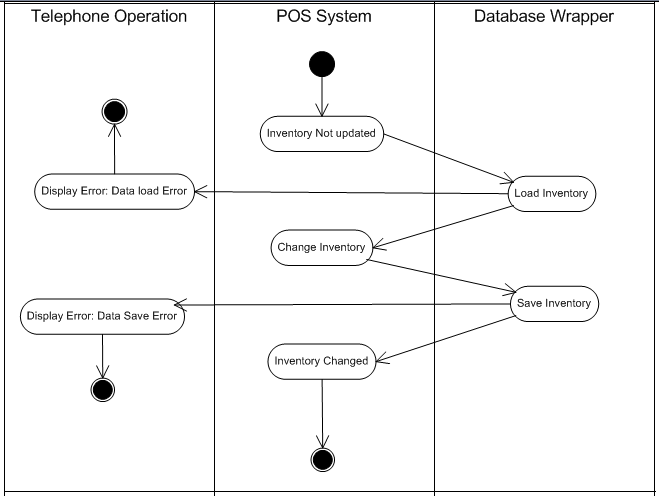 Telephone Operation
POS System
Database Wrapper
Inventory Not updated
Display Error: Data load Error
Load Inventory
Change Inventory
Display Error: Data Save Error
Save Inventory
Inventory Changed